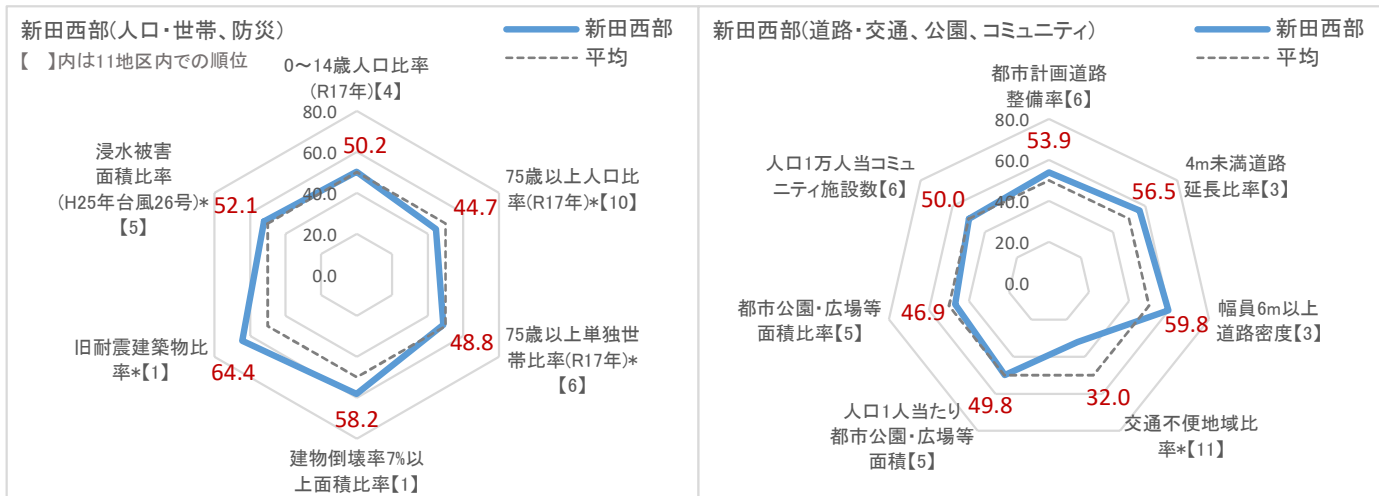 新田西部(人口・世帯、防災)
【　】内は11地区内での順位
新田西部
平均
0～14歳人口比率
(R17年)【4】
80.0
60.0
40.0
20.0
0.0
50.2
75歳以上人口比
率(R17年)*【10】
44.7
75歳以上単独世
帯比率(R17年)*
【6】
48.8
建物倒壊率7%以
上面積比率【1】
58.2
旧耐震建築物比
率*【1】
64.4
浸水被害
面積比率
(H25年台風26号)*
【5】
52.1
新田西部(道路・交通、公園、コミュニティ)
新田西部
平均
都市計画道路
整備率【6】
80.0
60.0
40.0
20.0
0.0
53.9
4m未満道路
延長比率【3】
56.5
幅員6m以上
道路密度【3】
59.8
交通不便地域比
率*【11】
32.0
人口1人当たり
都市公園・広場等
面積【5】
49.8
都市公園・広場等
面積比率【5】
46.9
人口1万人当コミュ
ニティ施設数【6】
50.0